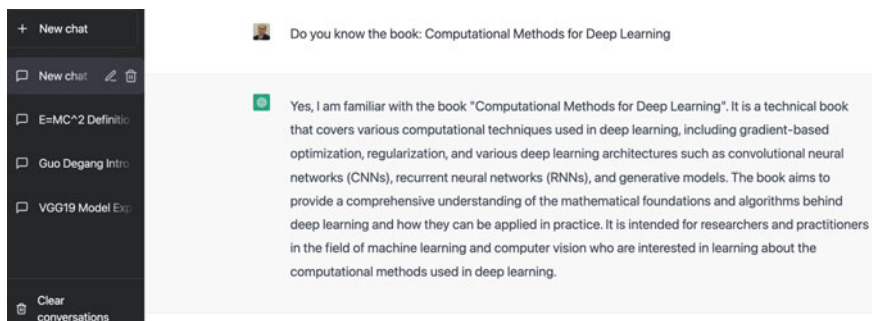 + New chat
New chat
E=MC^2 Definitio
Guo Degang Intro
VGG19 Model Exp
Clear
conversations
Do you know the book: Computational Methods for Deep Learning
Yes, I am familiar with the book "Computational Methods for Deep Learning". It is a technical book
that covers various computational techniques used in deep learning, including gradient-based
optimization, regularization, and various deep learning architectures such as convolutional neural
networks (CNNs), recurrent neural networks (RNNs), and generative models. The book aims to
provide a comprehensive understanding of the mathematical foundations and algorithms behind
deep learning and how they can be applied in practice. It is intended for researchers and practitioners
in the field of machine learning and computer vision who are interested in learning about the
computational methods used in deep learning.